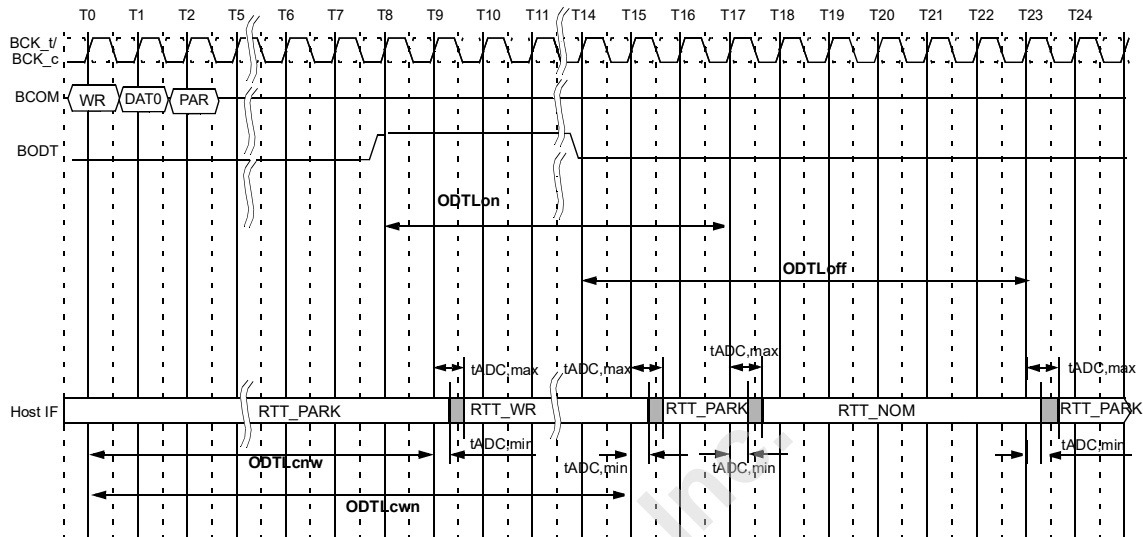 T0 T1 T2 T5 T6 T7 T8 T9 T10 T11 T14 T15 T16 T17 T18 T19 T20 T21 T22 T23 T24
BCK_t/
BCK_c
BCOM WR DAT0 PAR
BODT
ODTLon
ODTLoff
tADC,max tADC,max tADC,max tADC,max
Host IF RTT_PARK RTT_WR RTT_PARK RTT_NOM RTT_PARK
tADC,min tADC,min tADC,min tADC,min
ODTLcnw
ODTLcwn
Inc.